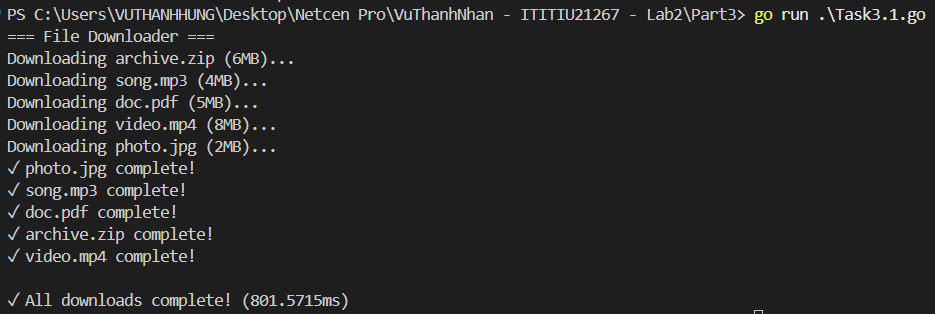 PS C:\Users\VUTHANHHUNG\Desktop\Netcen Pro\VuThanhNhan - ITITIU21267 - Lab2\Part3> go run .\Task3.1.go
=== File Downloader ===
Downloading archive.zip (6MB)...
Downloading song.mp3 (4MB)...
Downloading doc.pdf (5MB)...
Downloading video.mp4 (8MB)...
Downloading photo.jpg (2MB)...
✓ photo.jpg complete!
✓ song.mp3 complete!
✓ doc.pdf complete!
✓ archive.zip complete!
✓ video.mp4 complete!

✓ All downloads complete! (801.5715ms)